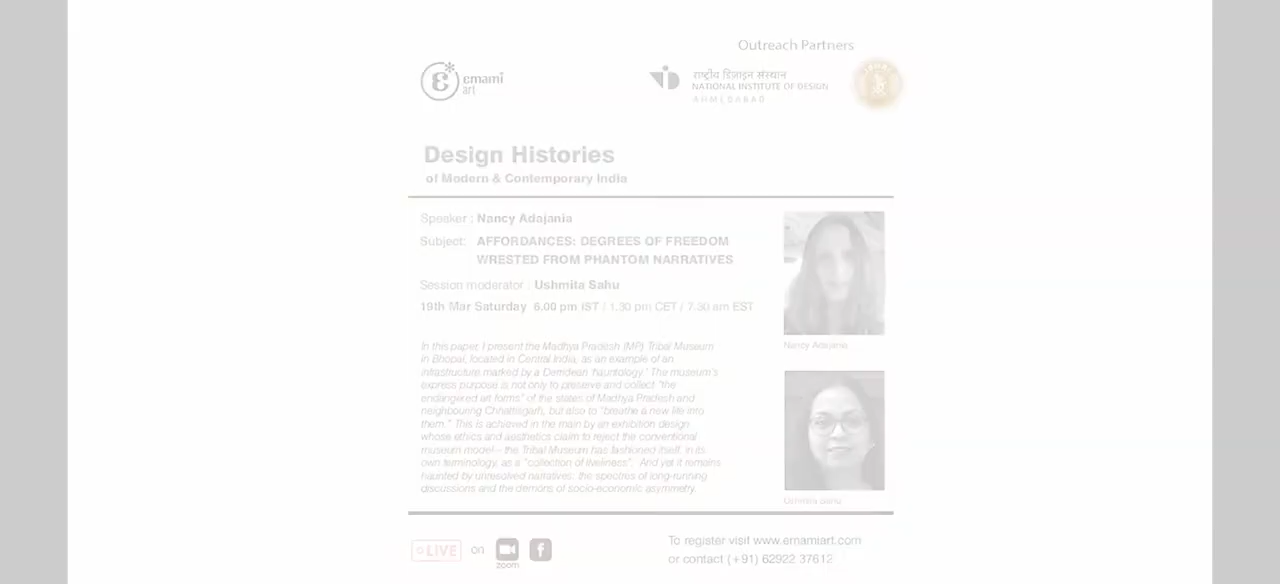 Outreach Partners
emami
art
राष्ट्रीय डिज़ाइन संस्थान
NATIONAL INSTITUTE OF DESIGN
AHMEDABAD
Design Histories
of Modern & Contemporary India
Speaker : Nancy Adajania
Subject: AFFORDANCES: DEGREES OF FREEDOM
WRESTED FROM PHANTOM NARRATIVES
Session moderator : Ushmita Sahu
19th Mar Saturday 6.00 pm IST / 1.30 pm CET / 7.30 am EST
In this paper, I present the Madhya Pradesh (MP) Tribal Museum
in Bhopal, located in Central India, as an example of an
infrastructure marked by a Derridean 'hauntology.' The museum's
express purpose is not only to preserve and collect "the
endangered art forms" of the states of Madhya Pradesh and
neighbouring Chhattisgarh, but also to "breathe a new life into
them." This is achieved in the main by an exhibition design
whose ethics and aesthetics claim to reject the conventional
museum model – the Tribal Museum has fashioned itself, in its
own terminology, as a "collection of liveliness". And yet it remains
haunted by unresolved narratives: the spectres of long-running
discussions and the demons of socio-economic asymmetry.
Nancy Adajania
Ushmita Sahu
LIVE on
zoom
To register visit www.emamiart.com
or contact (+91) 62922 37612